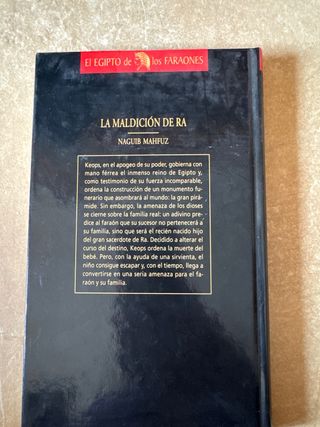 El EGIPTO de los FARAONES
LA MALDICIÓN DE RA
NAGUIB MAHFUZ
Keops, en el apogeo de su poder, gobierna con
mano férrea el inmenso reino de Egipto y,
como testimonio de su fuerza incomparable,
ordena la construcción de un monumento fu-
nerario que asombrará al mundo: la gran pirá-
mide. Sin embargo, la amenaza de los dioses
se cierne sobre la familia real: un adivino pre-
dice al faraón que su sucesor no pertenecerá a
su familia, sino que será el recién nacido hijo
del gran sacerdote de Ra. Decidido a alterar el
curso del destino, Keops ordena la muerte del
bebé. Pero, con la ayuda de una sirvienta, el
niño consigue escapar y, con el tiempo, llega a
convertirse en una seria amenaza para el fa-
raón y su familia.